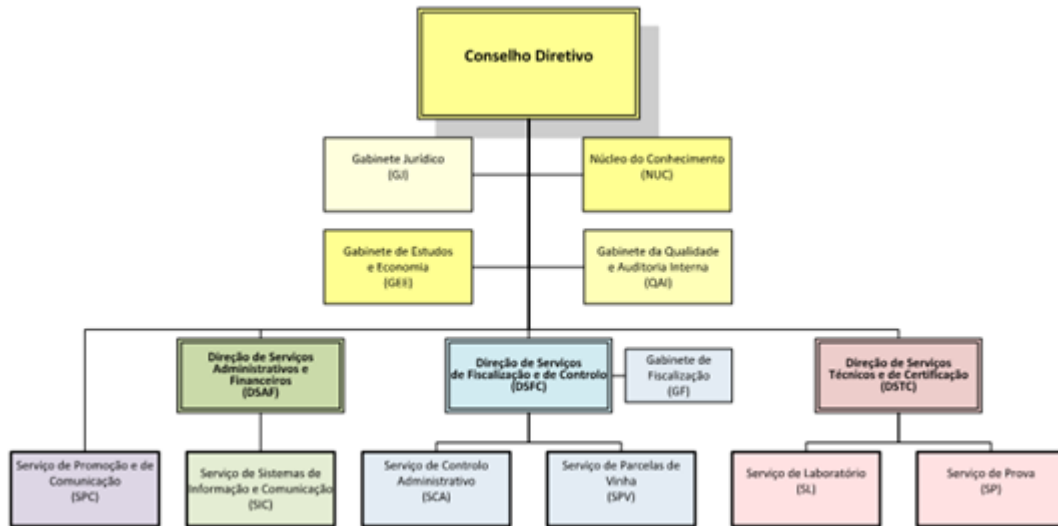 Conselho Diretivo
Gabinete Jurídico
(GJ)
Núcleo do Conhecimento
(NUC)
Gabinete de Estudos
e Economia
(GEE)
Gabinete da Qualidade
e Auditoria Interna
(QAI)
Direção de Serviços
Administrativos e
Financeiros
(DSAF)
Direção de Serviços
de Fiscalização e de Controlo
(DSFC)
Gabinete de
Fiscalização
(GF)
Direção de Serviços
Técnicos e de Certificação
(DSTC)
Serviço de Promoção e de
Comunicação
(SPC)
Serviço de Sistemas de
Informação e Comunicação
(SIC)
Serviço de Controlo
Administrativo
(SCA)
Serviço de Parcelas de
Vinha
(SPV)
Serviço de Laboratório
(SL)
Serviço de Prova
(SP)